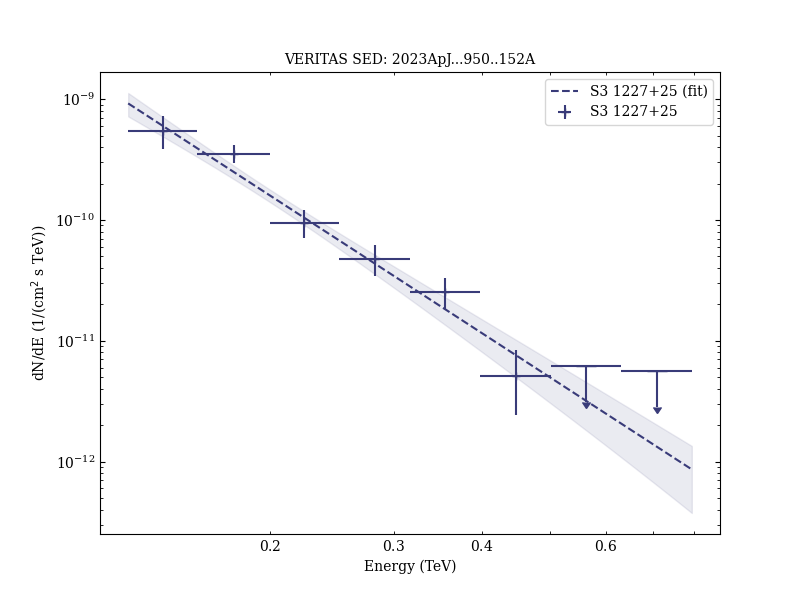 VERITAS SED: 2023ApJ...950..152A
S3 1227+25 (fit)
S3 1227+25
10⁻⁹
10⁻¹⁰
10⁻¹¹
10⁻¹²
dN/dE (1/(cm² s TeV))
0.2 0.3 0.4 0.6
Energy (TeV)